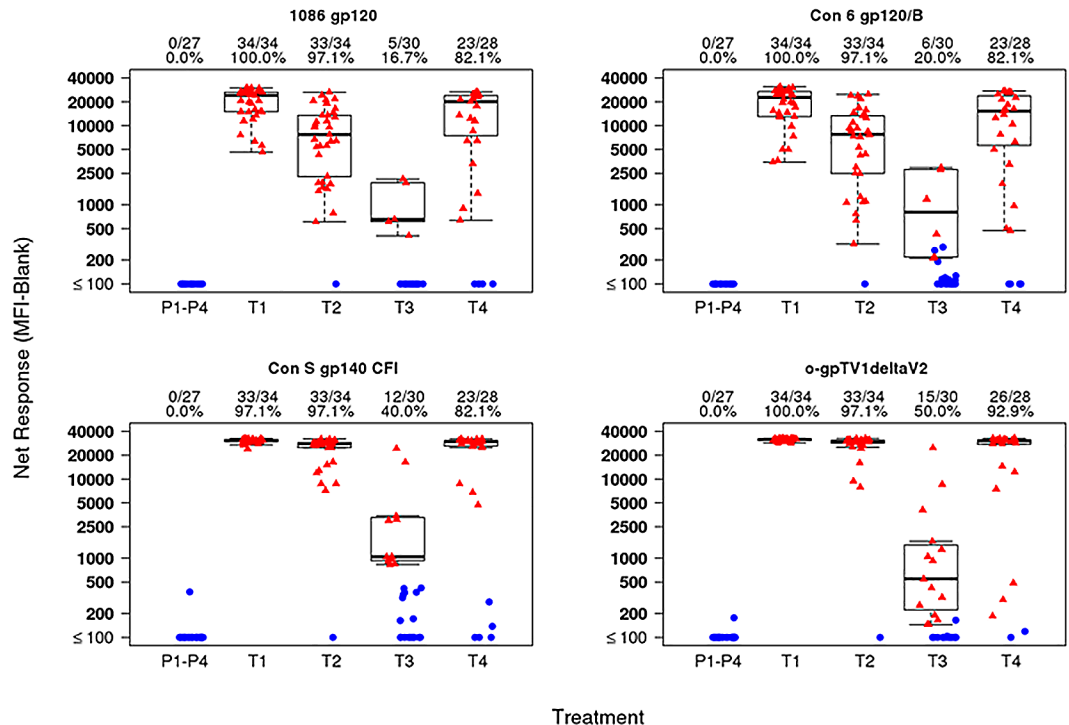 1086 gp120
0/27 34/34 33/34 5/30 23/28
0.0% 100.0% 97.1% 16.7% 82.1%
40000
20000
10000
5000
2500
1000
500
200
≤ 100
P1-P4 T1 T2 T3 T4
Con 6 gp120/B
0/27 34/34 33/34 6/30 23/28
0.0% 100.0% 97.1% 20.0% 82.1%
40000
20000
10000
5000
2500
1000
500
200
≤ 100
P1-P4 T1 T2 T3 T4
Net Response (MFI-Blank)
Con S gp140 CFI
0/27 33/34 33/34 12/30 23/28
0.0% 97.1% 97.1% 40.0% 82.1%
40000
20000
10000
5000
2500
1000
500
200
≤ 100
P1-P4 T1 T2 T3 T4
o-gpTV1deltaV2
0/27 34/34 33/34 15/30 26/28
0.0% 100.0% 97.1% 50.0% 92.9%
40000
20000
10000
5000
2500
1000
500
200
≤ 100
P1-P4 T1 T2 T3 T4
Treatment